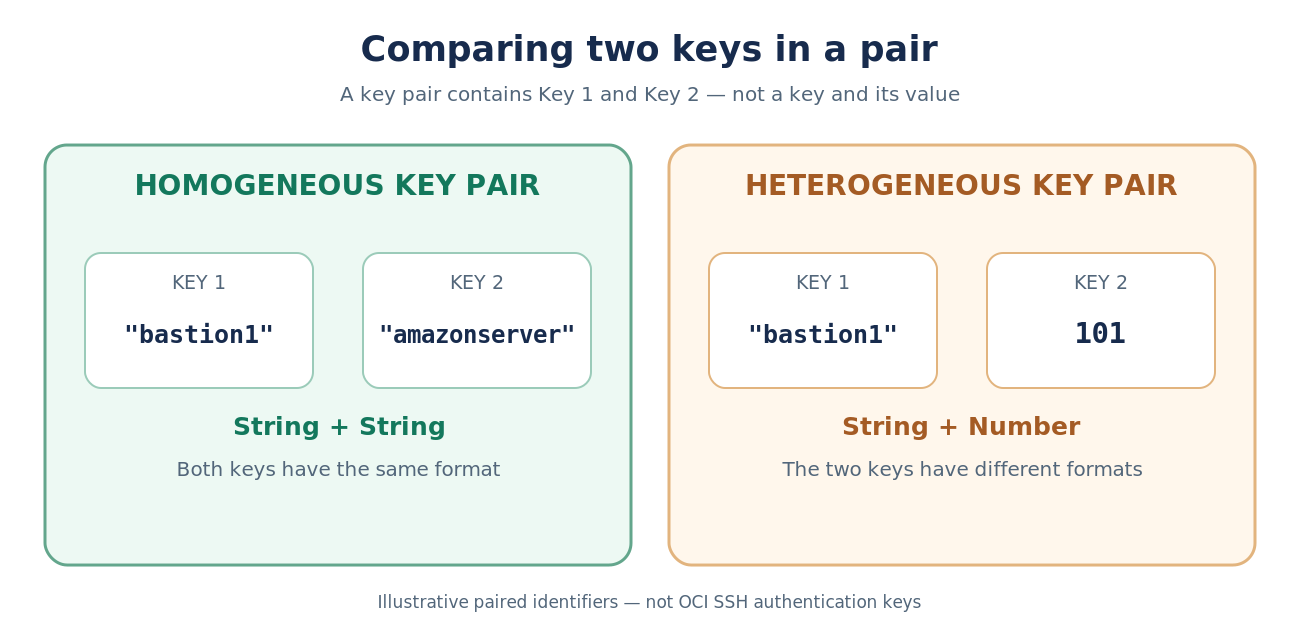 Comparing two keys in a pair
A key pair contains Key 1 and Key 2 — not a key and its value
HOMOGENEOUS KEY PAIR
KEY 1
"bastion1"
KEY 2
"amazonserver"
String + String
Both keys have the same format
HETEROGENEOUS KEY PAIR
KEY 1
"bastion1"
KEY 2
101
String + Number
The two keys have different formats
Illustrative paired identifiers — not OCI SSH authentication keys